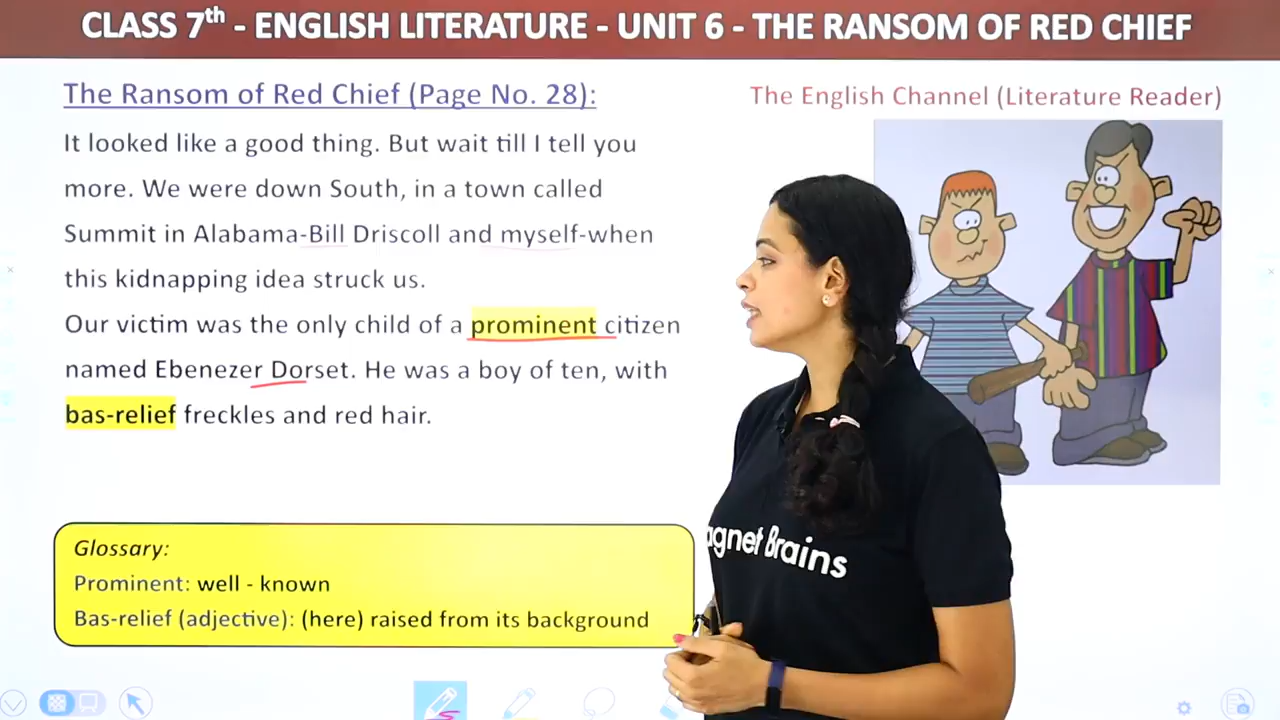 CLASS 7th - ENGLISH LITERATURE - UNIT 6 - THE RANSOM OF RED CHIEF
The Ransom of Red Chief (Page No. 28):
The English Channel (Literature Reader)
It looked like a good thing. But wait till I tell you
more. We were down South, in a town called
Summit in Alabama-Bill Driscoll and myself-when
this kidnapping idea struck us.
Our victim was the only child of a prominent citizen
named Ebenezer Dorset. He was a boy of ten, with
bas-relief freckles and red hair.
agnet Brains
Glossary:
Prominent: well - known
Bas-relief (adjective): (here) raised from its background